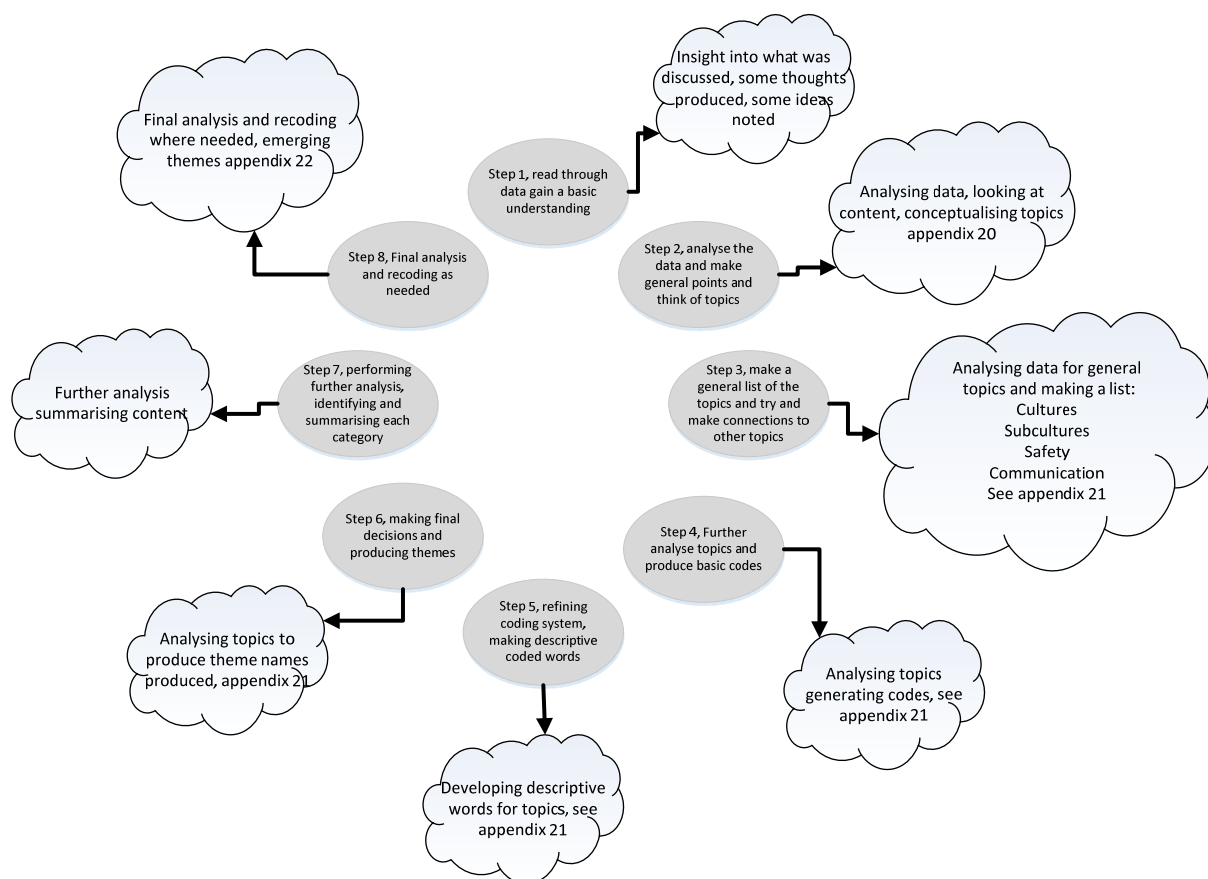 Insight into what was
discussed, some thoughts
produced, some ideas
noted
Final analysis and recoding
where needed, emerging
themes appendix 22
Step 1, read through
data gain a basic
understanding
Analysing data, looking at
content, conceptualising topics
appendix 20
Step 8, Final analysis
and recoding as
needed
Step 2, analyse the
data and make
general points and
think of topics
Step 7, performing
further analysis,
identifying and
summarising each
category
Further analysis
summarising content
Step 3, make a
general list of the
topics and try and
make connections to
other topics
Analysing data for general
topics and making a list:
Cultures
Subcultures
Safety
Communication
See appendix 21
Step 6, making final
decisions and
producing themes
Step 4, Further
analyse topics and
produce basic codes
Step 5, refining
coding system,
making descriptive
coded words
Analysing topics to
produce theme names
produced, appendix 21
Analysing topics
generating codes, see
appendix 21
Developing descriptive
words for topics, see
appendix 21